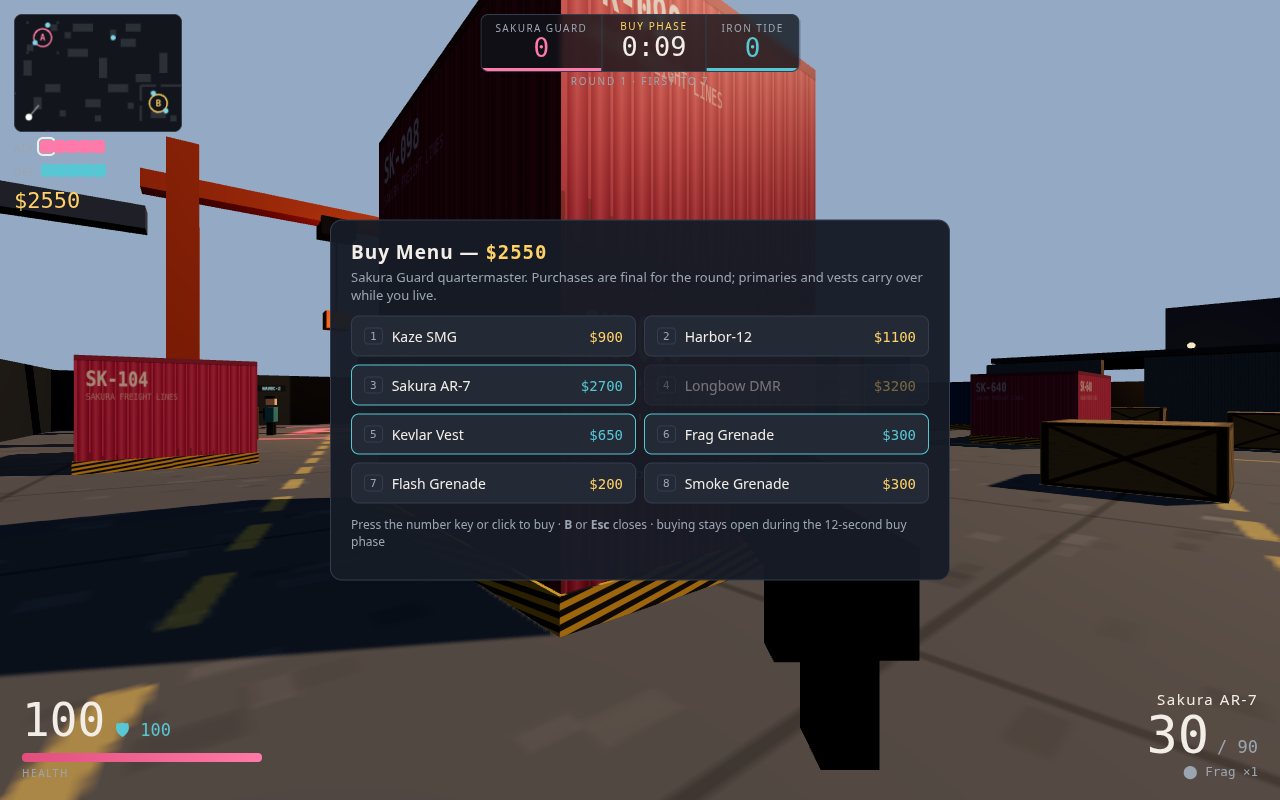 A
B
$2550
SAKURA GUARD
0
BUY PHASE
0:09
IRON TIDE
0
ROUND 1 · FIRST TO 7
LINES
SK-098
Buy Menu — $2550
Sakura Guard quartermaster. Purchases are final for the round; primaries and vests carry over
while you live.
1 Kaze SMG $900
2 Harbor-12 $1100
3 Sakura AR-7 $2700
4 Longbow DMR $3200
5 Kevlar Vest $650
6 Frag Grenade $300
7 Flash Grenade $200
8 Smoke Grenade $300
Press the number key or click to buy · B or Esc closes · buying stays open during the 12-second buy
phase
SK-104
SAKURA FREIGHT LINES
SK-640
100
100
HEALTH
Sakura AR-7
30 / 90
Frag ×1